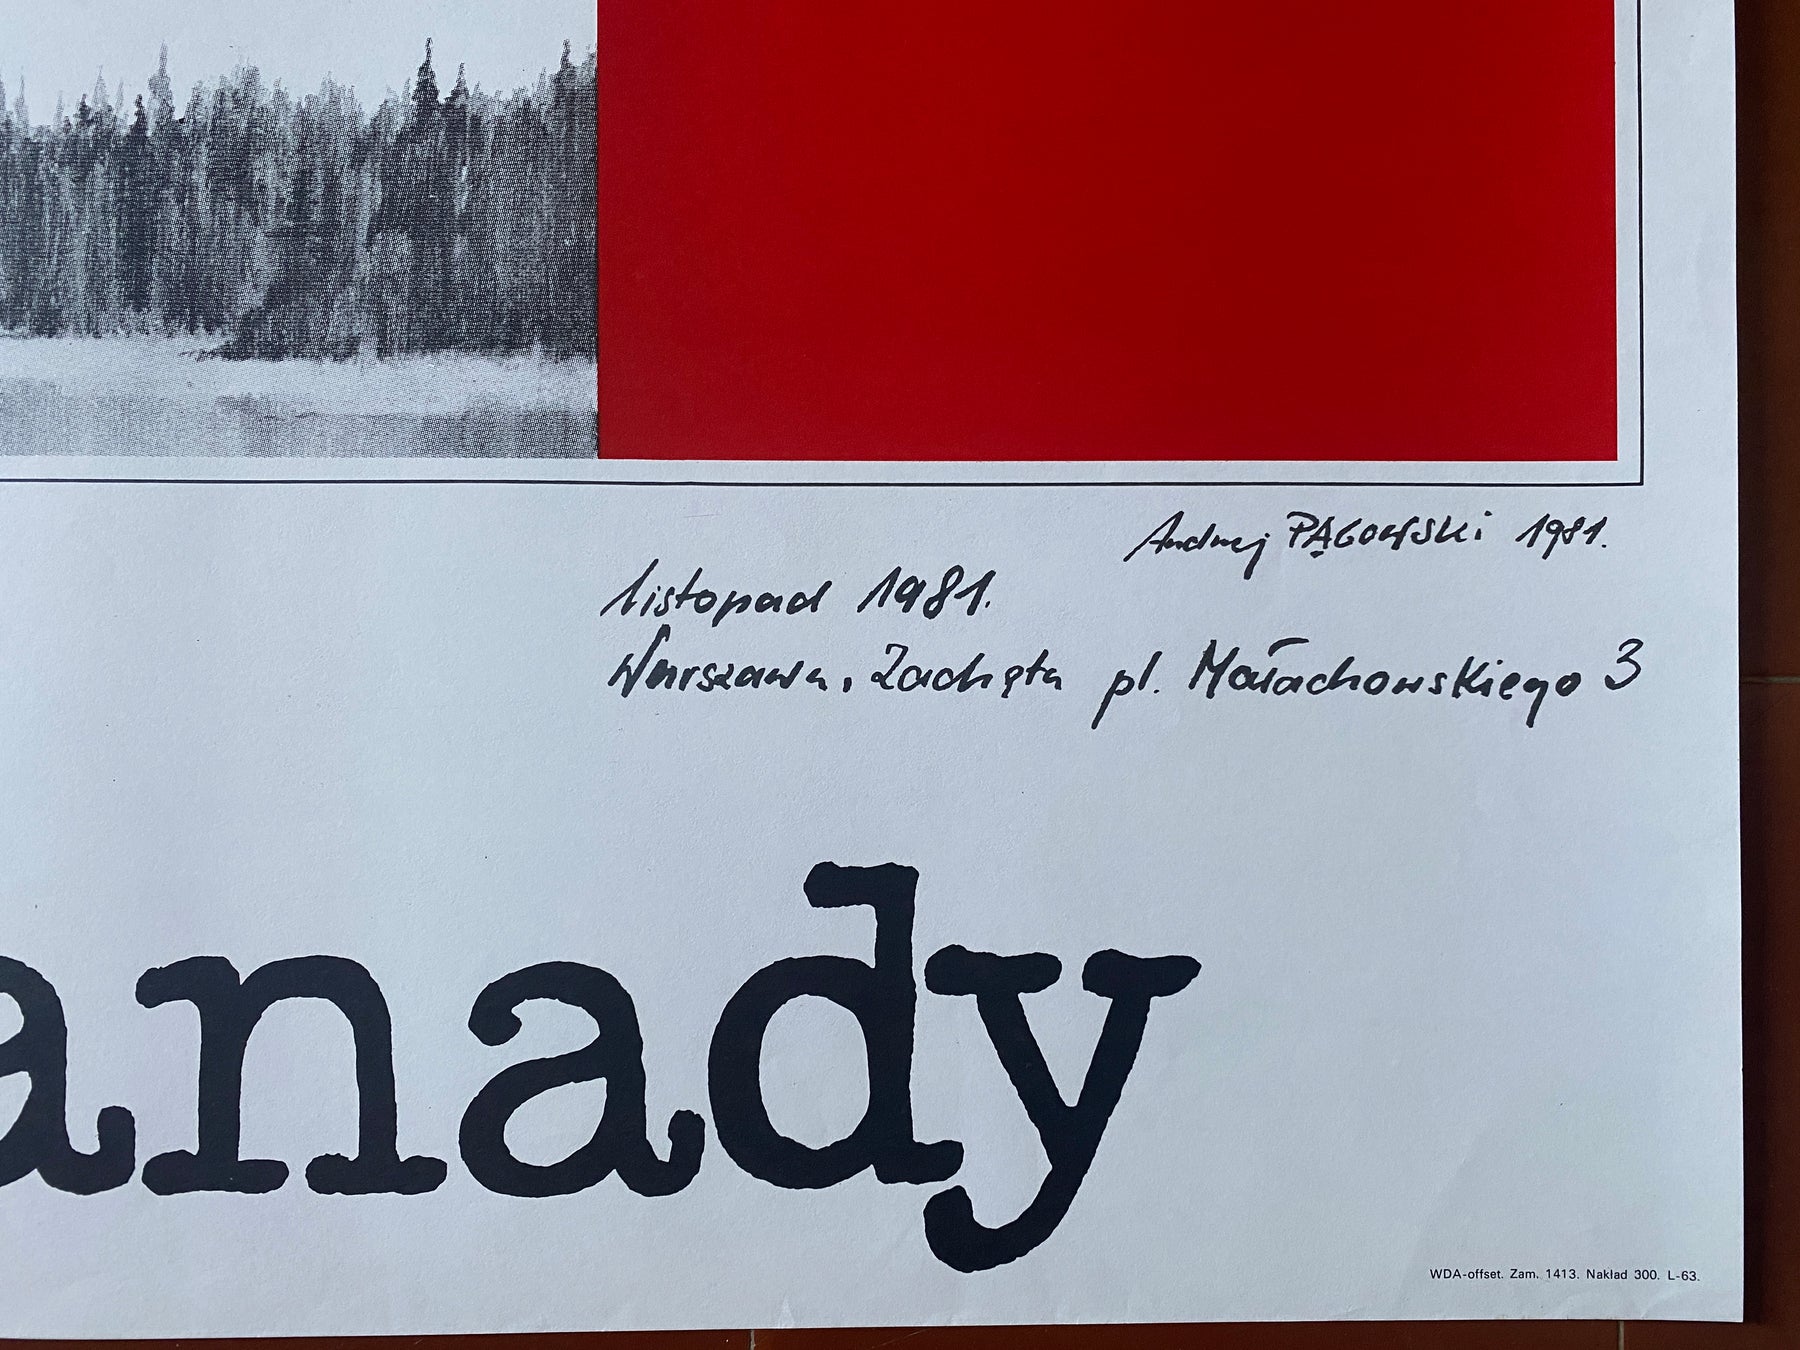 Andrzej PĄGOWSKI 1981.
listopad 1981.
Warszawa, Zachęta pl. Małachowskiego 3
anady
WDA-offset. Zam. 1413. Nakład 300. L-63.